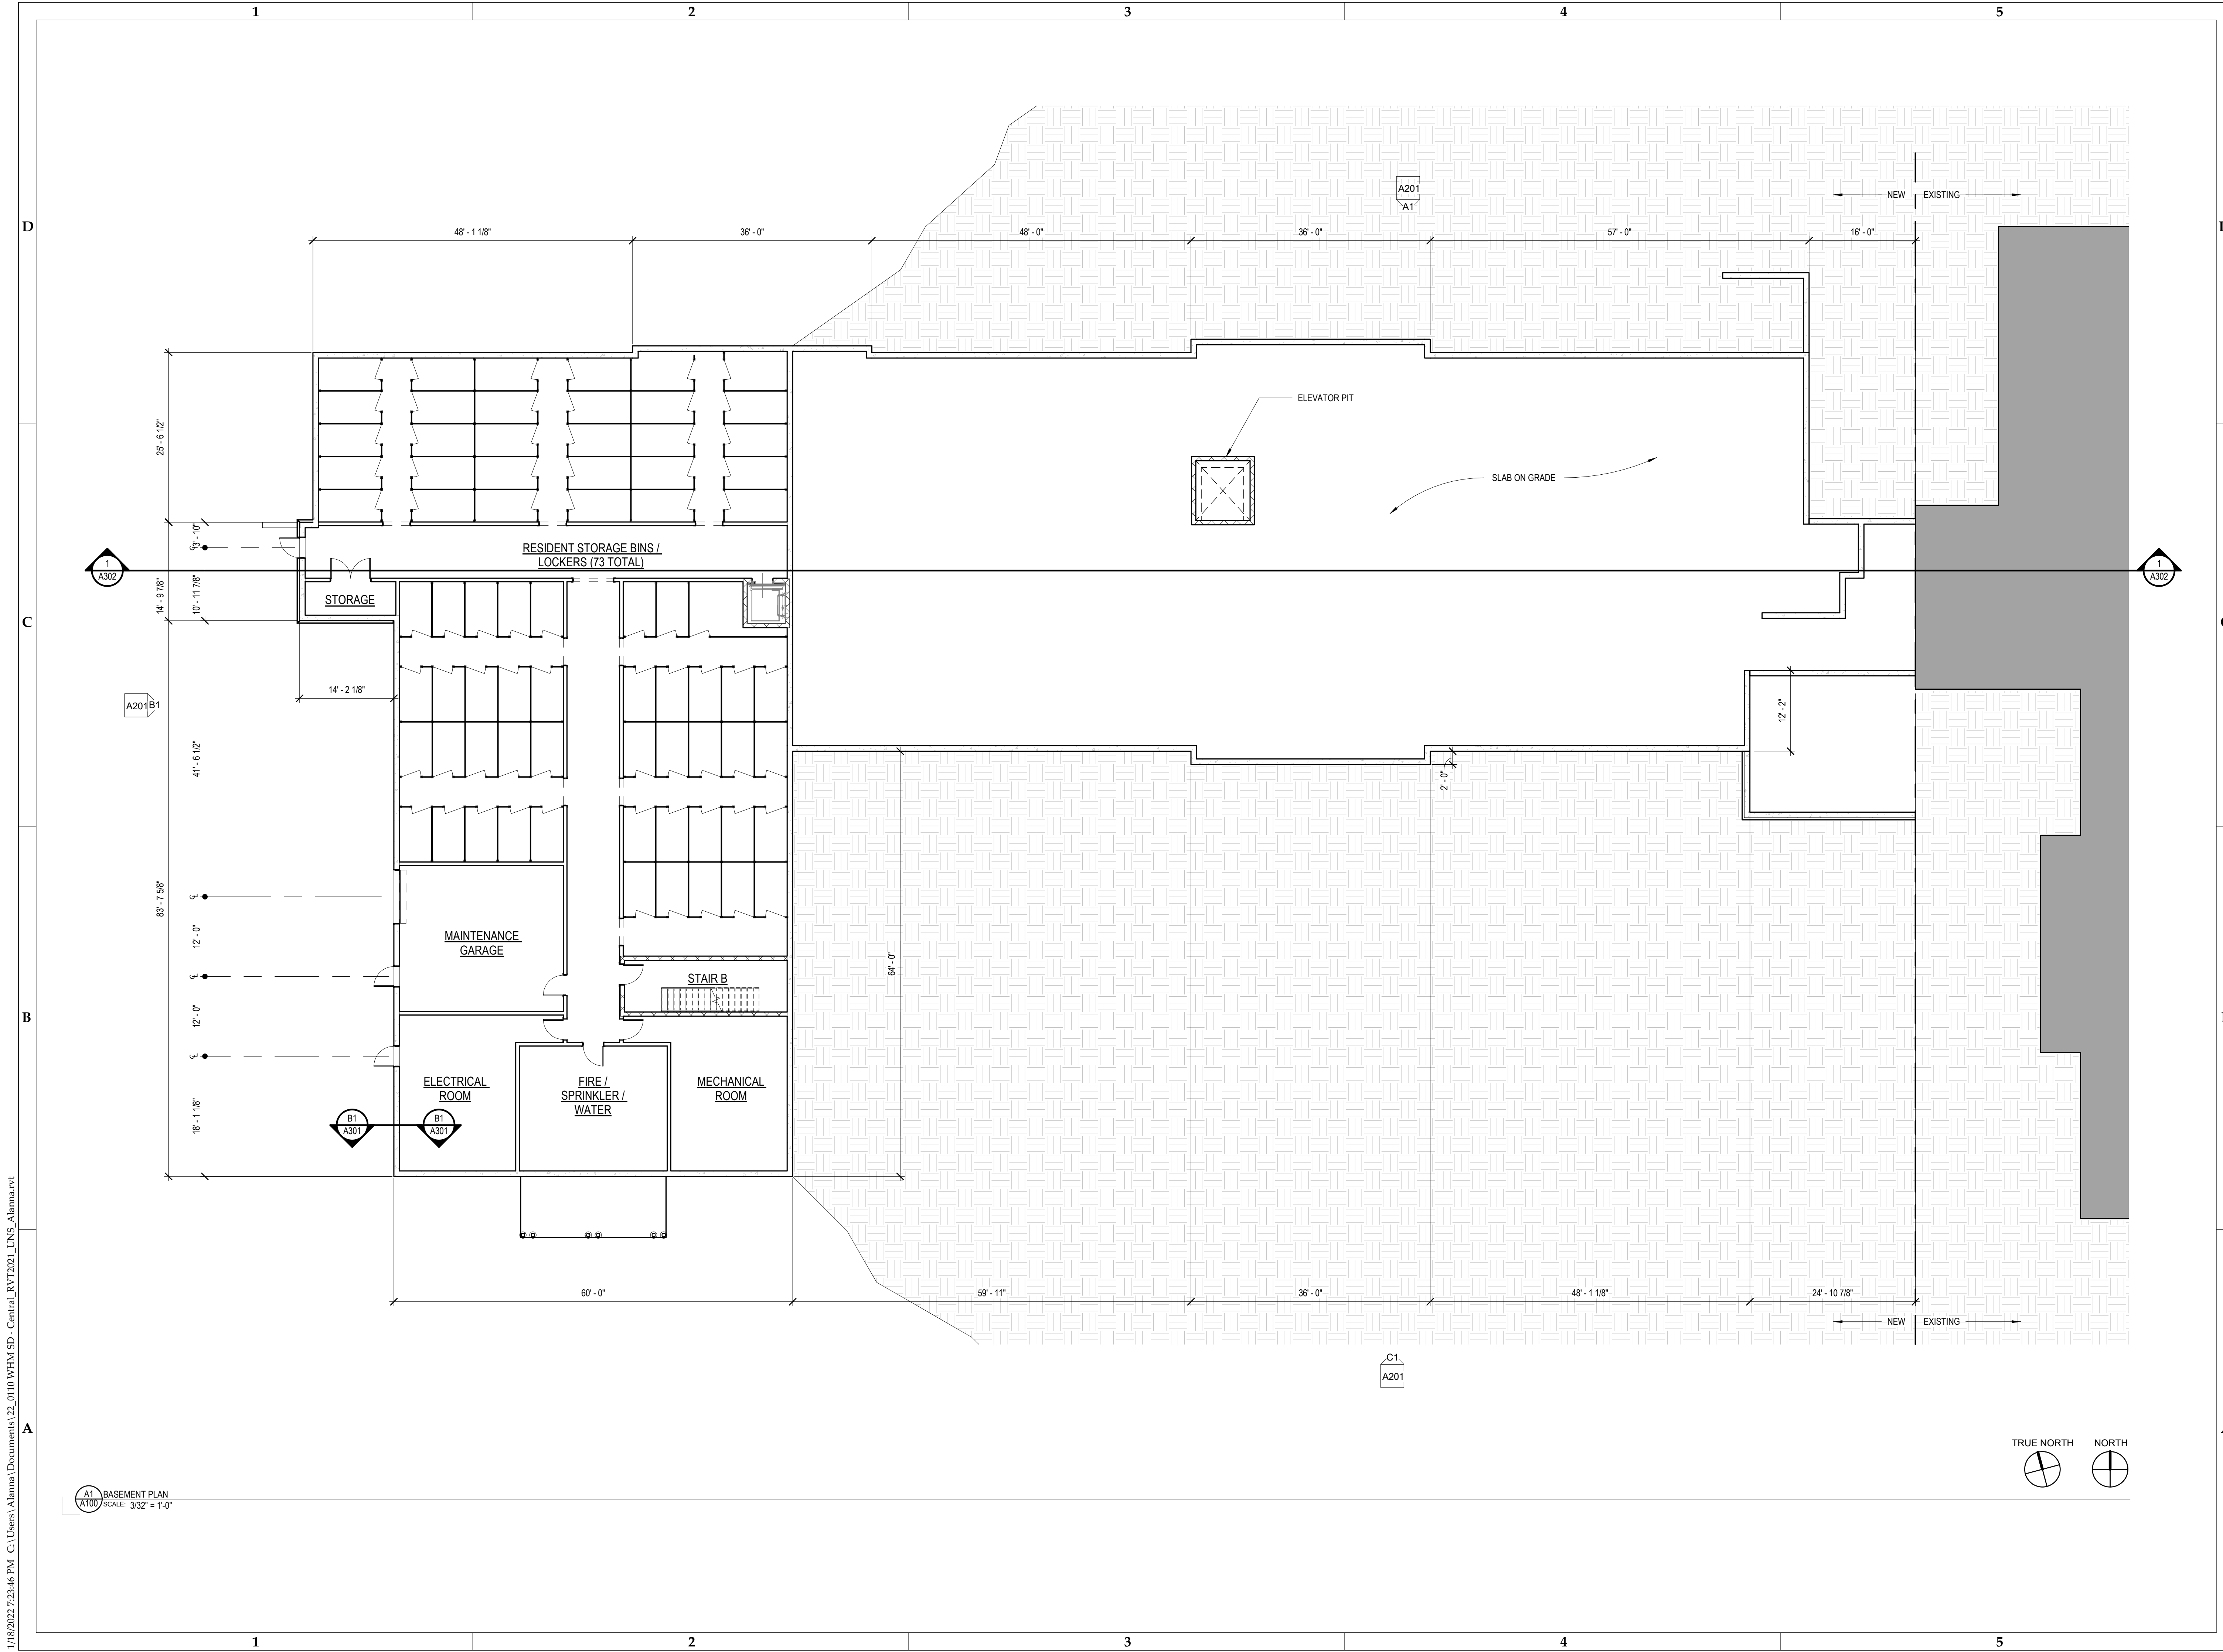 1
2
3
4
5
D
C
B
A
A201
A1
NEW
EXISTING
48' - 1 1/8"
36' - 0"
48' - 0"
36' - 0"
57' - 0"
16' - 0"
ELEVATOR PIT
SLAB ON GRADE
25' - 6 1/2"
3' - 10"
14' - 9 7/8"
10' - 11 7/8"
1
A302
RESIDENT STORAGE BINS /
LOCKERS (73 TOTAL)
1
A302
STORAGE
14' - 2 1/8"
A201
B1
12' - 2"
41' - 6 1/2"
2' - 0"
83' - 7 5/8"
12' - 0"
MAINTENANCE
GARAGE
64' - 0"
STAIR B
12' - 0"
ELECTRICAL
ROOM
FIRE /
SPRINKLER /
WATER
MECHANICAL
ROOM
18' - 1 1/8"
B1
A301
B1
A301
60' - 0"
59' - 11"
36' - 0"
48' - 1 1/8"
24' - 10 7/8"
NEW
EXISTING
C1
A201
TRUE NORTH
NORTH
A1
A100
BASEMENT PLAN
SCALE: 3/32" = 1'-0"
1/18/2022 7:23:46 PM C:\Users\Alanna\Documents\22_0110 WHM SD - Central_RVT2021_UNS_Alanna.rvt
1
2
3
4
5